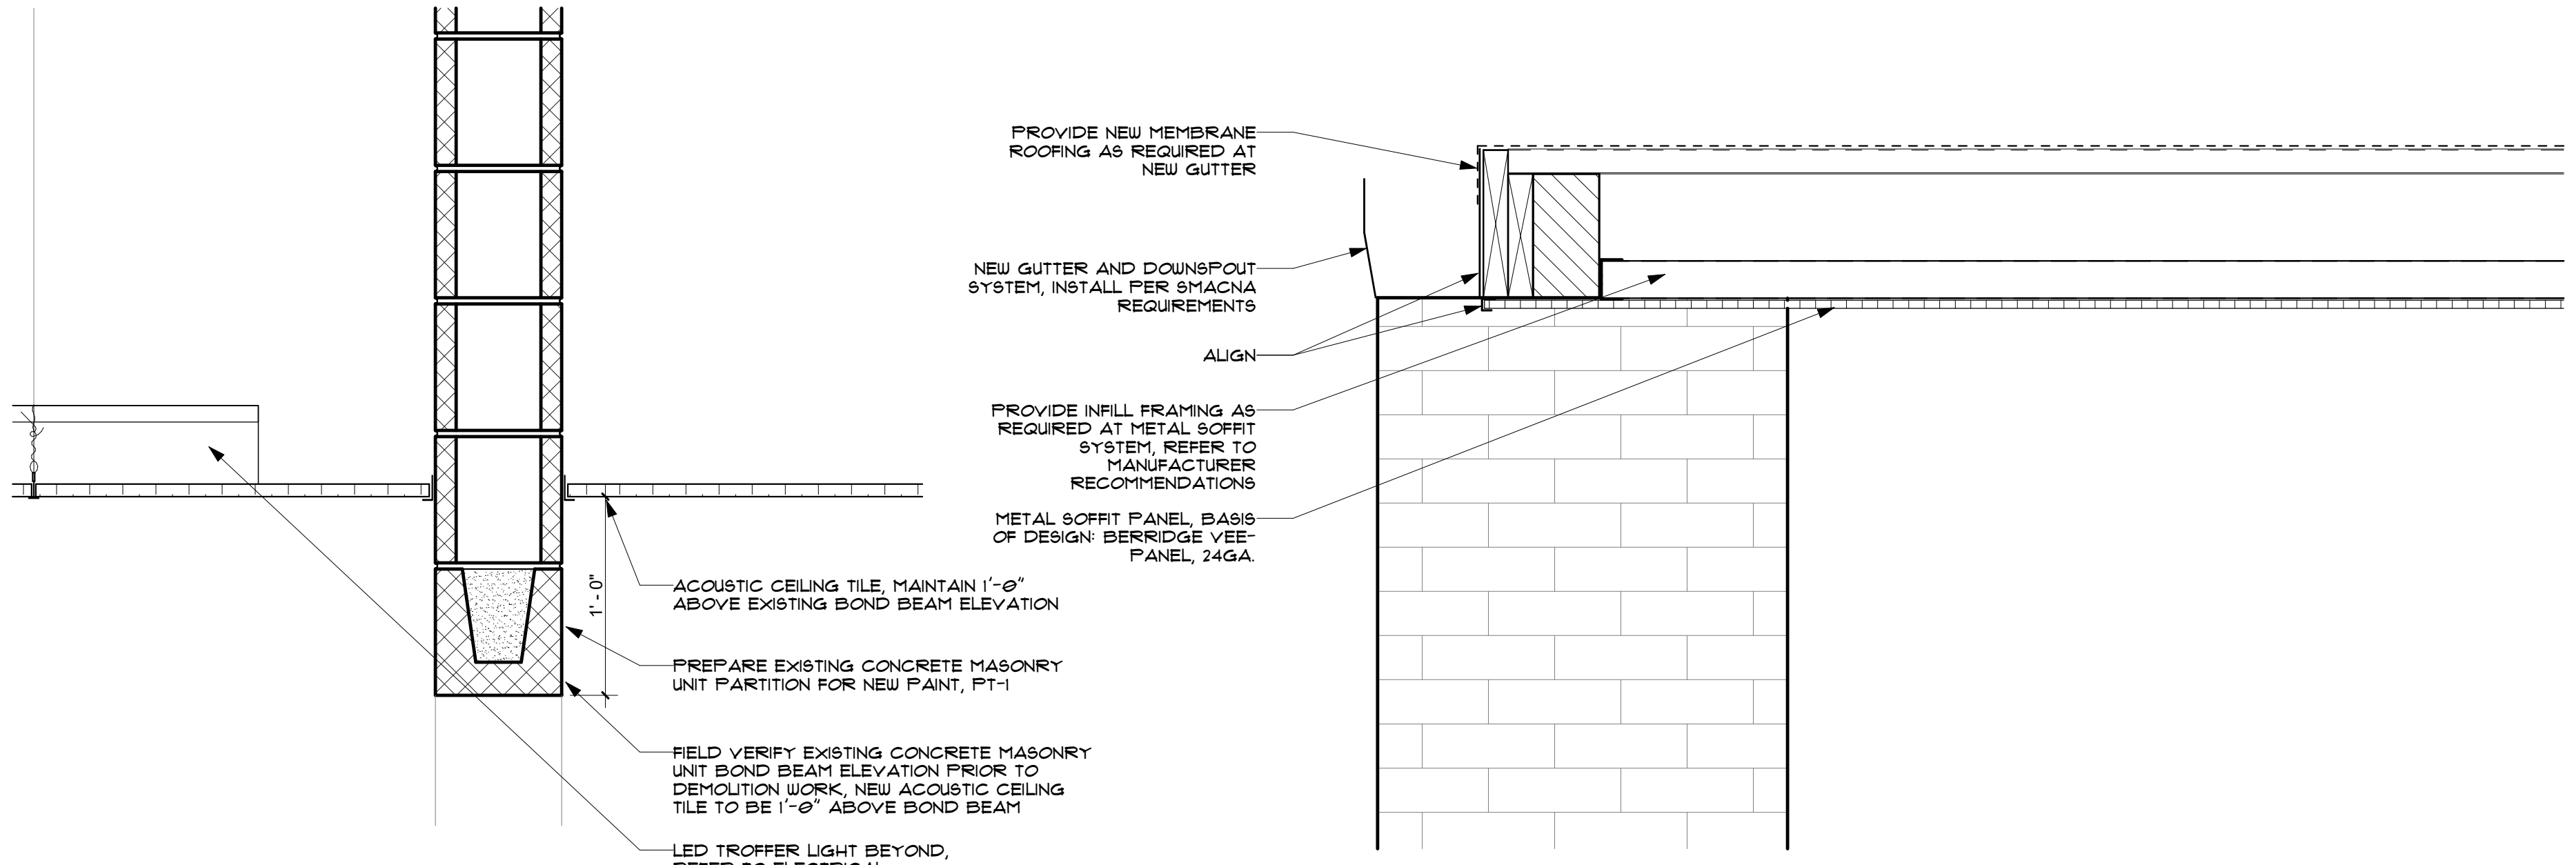 ACOUSTIC CEILING TILE, MAINTAIN 1'-0"
ABOVE EXISTING BOND BEAM ELEVATION
1' - 0"
PREPARE EXISTING CONCRETE MASONRY
UNIT PARTITION FOR NEW PAINT, PT-1
FIELD VERIFY EXISTING CONCRETE MASONRY
UNIT BOND BEAM ELEVATION PRIOR TO
DEMOLITION WORK, NEW ACOUSTIC CEILING
TILE TO BE 1'-0" ABOVE BOND BEAM
LED TROFFER LIGHT BEYOND,
REFER TO ELECTRICAL
PROVIDE NEW MEMBRANE
ROOFING AS REQUIRED AT
NEW GUTTER
NEW GUTTER AND DOWNSPOUT
SYSTEM, INSTALL PER SMACNA
REQUIREMENTS
ALIGN
PROVIDE INFILL FRAMING AS
REQUIRED AT METAL SOFFIT
SYSTEM, REFER TO
MANUFACTURER
RECOMMENDATIONS
METAL SOFFIT PANEL, BASIS
OF DESIGN: BERRIDGE VEE-
PANEL, 24GA.